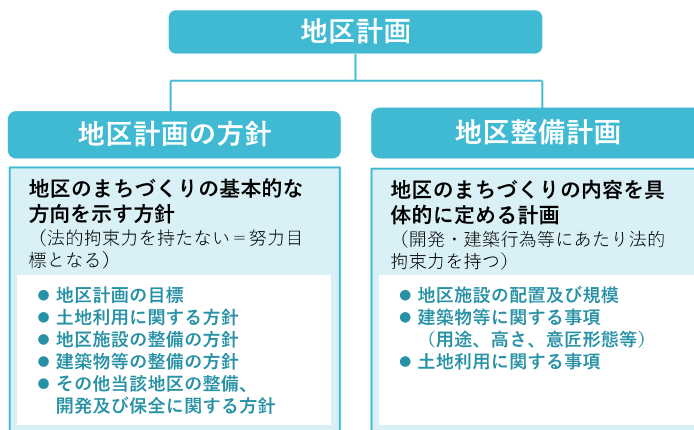 地区計画
地区計画の方針
地区のまちづくりの基本的な
方向を示す方針
（法的拘束力を持たない＝努力目
標となる）
● 地区計画の目標
● 土地利用に関する方針
● 地区施設の整備の方針
● 建築物等の整備の方針
● その他当該地区の整備、
開発及び保全に関する方針
地区整備計画
地区のまちづくりの内容を具
体的に定める計画
（開発・建築行為等にあたり法的
拘束力を持つ）
● 地区施設の配置及び規模
● 建築物等に関する事項
（用途、高さ、意匠形態等）
● 土地利用に関する事項